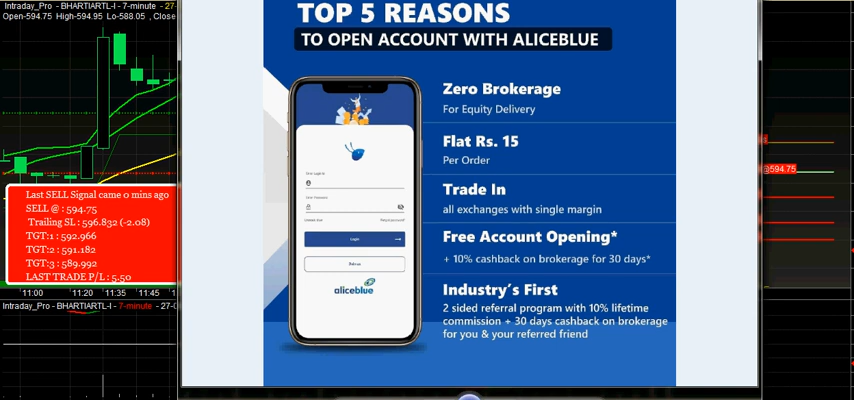 Intraday_Pro - BHARTIARTL-I - 7-minute - 27-
Open-594.75 High-594.95 Lo-588.05 , Close
TOP 5 REASONS
TO OPEN ACCOUNT WITH ALICEBLUE
Zero Brokerage
For Equity Delivery
Flat Rs. 15
Per Order
Trade In
all exchanges with single margin
Free Account Opening*
+ 10% cashback on brokerage for 30 days*
Industry's First
2 sided referral program with 10% lifetime
commission + 30 days cashback on brokerage
for you & your referred friend
Login
aliceblue
Last SELL Signal came 0 mins ago
SELL @ : 594.75
Trailing SL : 596.832 (-2.08)
TGT:1 : 592.966
TGT:2 : 591.182
TGT:3 : 589.992
LAST TRADE P/L : 5.50
11:00 11:20 11:35 11:45
Intraday_Pro - BHARTIARTL-I - 7-minute - 27-0
@594.75